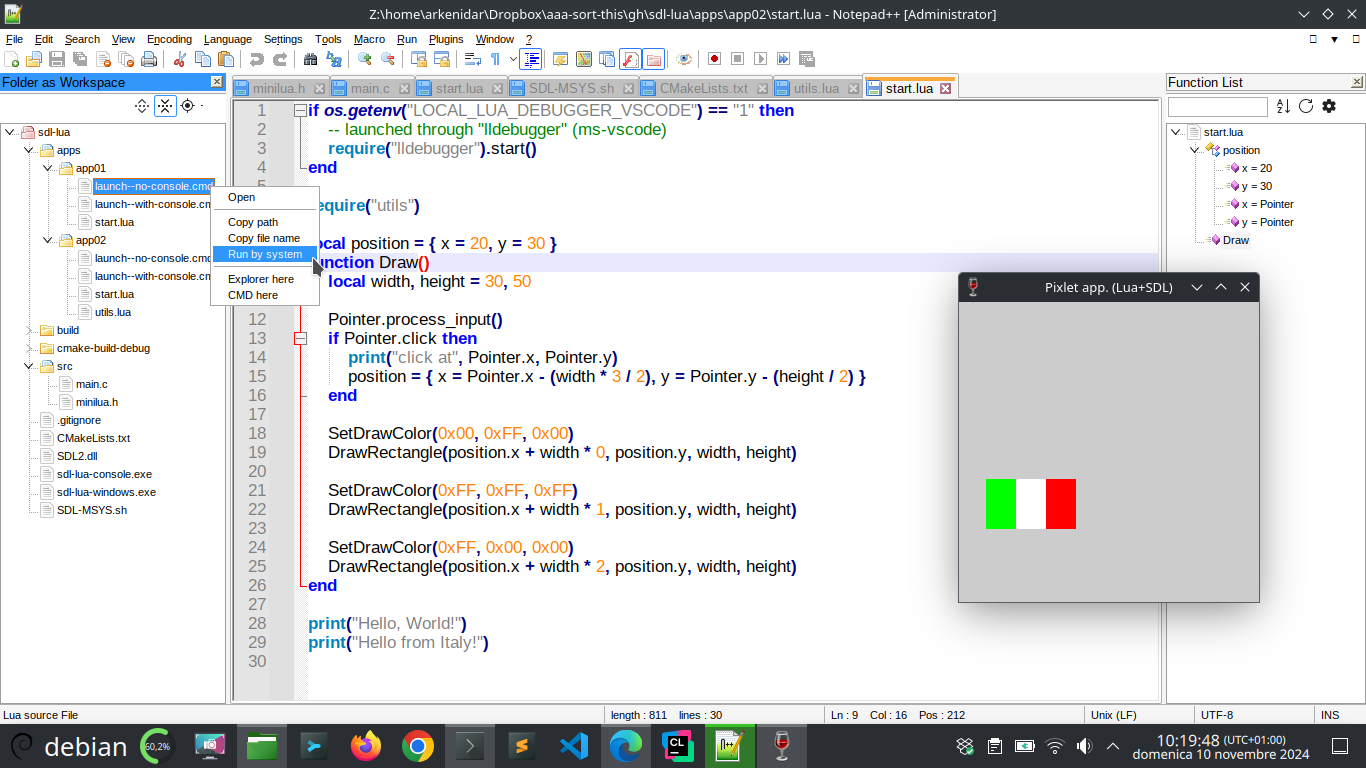 Z:\home\arkenidar\Dropbox\aaa-sort-this\gh\sdl-lua\apps\app02\start.lua - Notepad++ [Administrator]
File Edit Search View Encoding Language Settings Tools Macro Run Plugins Window ?
Folder as Workspace
sdl-lua
apps
app01
launch--no-console.cmd
launch--with-console.cm
start.lua
app02
launch--no-console.cmd
launch--with-console.cm
start.lua
utils.lua
build
cmake-build-debug
src
main.c
minilua.h
.gitignore
CMakeLists.txt
SDL2.dll
sdl-lua-console.exe
sdl-lua-windows.exe
SDL-MSYS.sh
Open
Copy path
Copy file name
Run by system
Explorer here
CMD here
minilua.h main.c start.lua SDL-MSYS.sh CMakeLists.txt utils.lua start.lua
1 if os.getenv("LOCAL_LUA_DEBUGGER_VSCODE") == "1" then
2 -- launched through "lldebugger" (ms-vscode)
3 require("lldebugger").start()
4 end
5
equire("utils")
ocal position = { x = 20, y = 30 }
unction Draw()
local width, height = 30, 50
12 Pointer.process_input()
13 if Pointer.click then
14 print("click at", Pointer.x, Pointer.y)
15 position = { x = Pointer.x - (width * 3 / 2), y = Pointer.y - (height / 2) }
16 end
17
18 SetDrawColor(0x00, 0xFF, 0x00)
19 DrawRectangle(position.x + width * 0, position.y, width, height)
20
21 SetDrawColor(0xFF, 0xFF, 0xFF)
22 DrawRectangle(position.x + width * 1, position.y, width, height)
23
24 SetDrawColor(0xFF, 0x00, 0x00)
25 DrawRectangle(position.x + width * 2, position.y, width, height)
26 end
27
28 print("Hello, World!")
29 print("Hello from Italy!")
30
Function List
start.lua
position
x = 20
y = 30
x = Pointer
y = Pointer
Draw
Pixlet app. (Lua+SDL)
Lua source File length : 811 lines : 30 Ln : 9 Col : 16 Pos : 212 Unix (LF) UTF-8 INS
debian 60,2% CL 10:19:48 (UTC+01:00)
domenica 10 novembre 2024